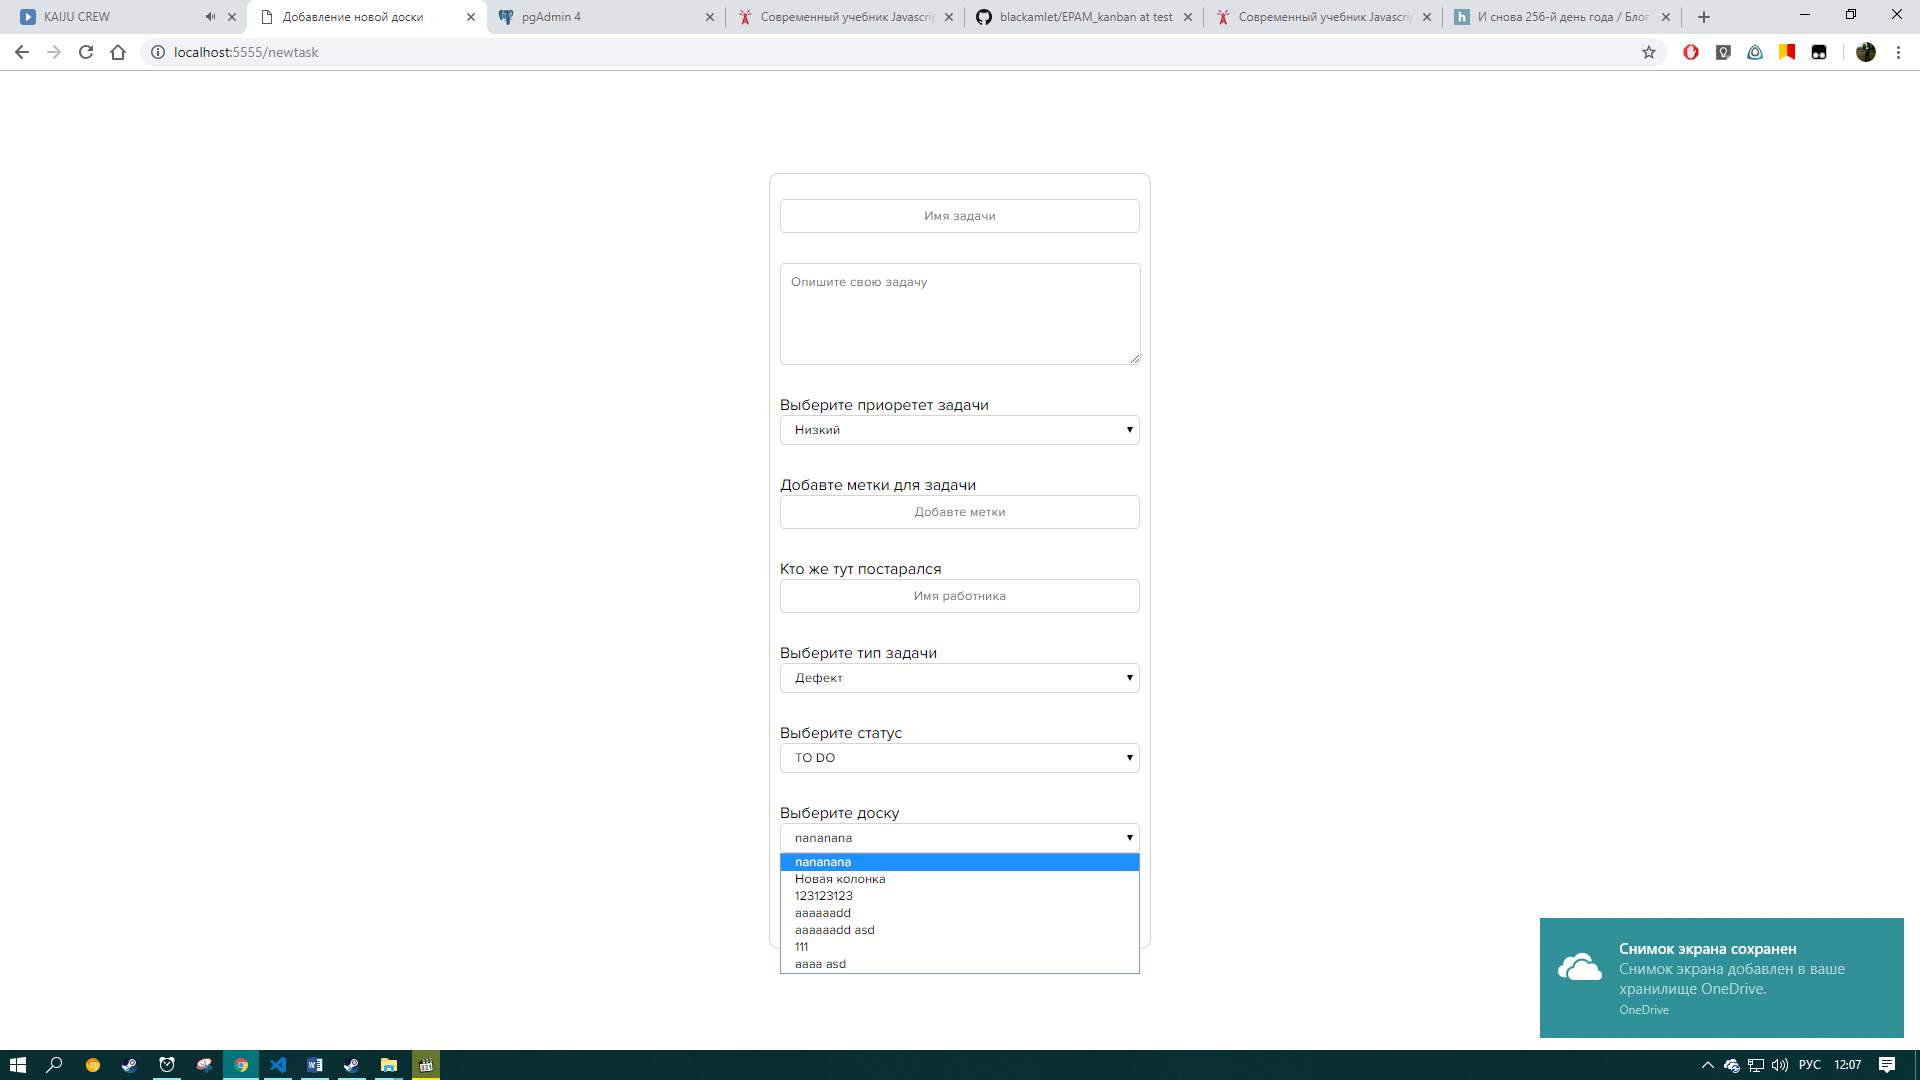 KAIJU CREW
Добавление новой доски
pgAdmin 4
Современный учебник Javascrip
blackamlet/EPAM_kanban at test
Современный учебник Javascrip
И снова 256-й день года / Блог
localhost:5555/newtask
Имя задачи
Опишите свою задачу
Выберите приоретет задачи
Низкий
Добавте метки для задачи
Добавте метки
Кто же тут постарался
Имя работника
Выберите тип задачи
Дефект
Выберите статус
TO DO
Выберите доску
nananana
nananana
Новая колонка
123123123
aaaaaadd
aaaaaadd asd
111
aaaa asd
Снимок экрана сохранен
Снимок экрана добавлен в ваше
хранилище OneDrive.
OneDrive
РУС
12:07